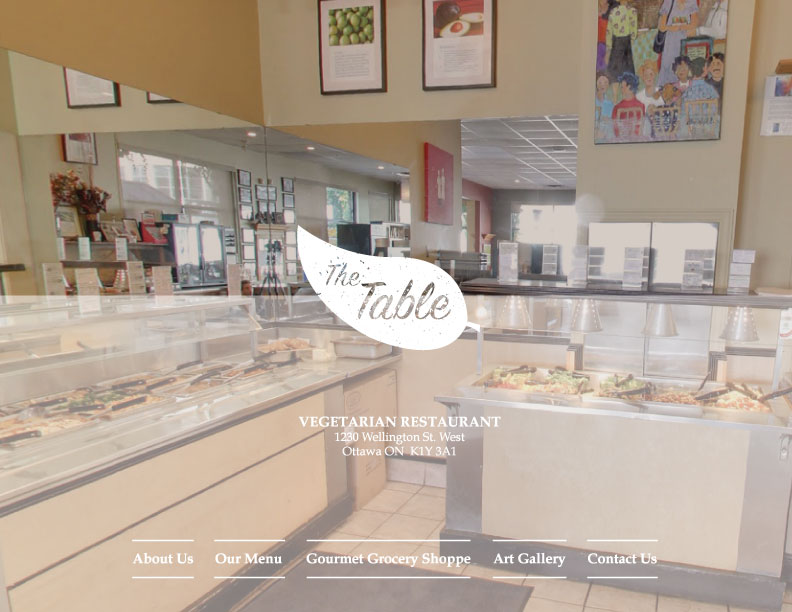 The
Table
VEGETARIAN RESTAURANT
1230 Wellington St. West
Ottawa ON K1Y 3A1
About Us
Our Menu
Gourmet Grocery Shoppe
Art Gallery
Contact Us